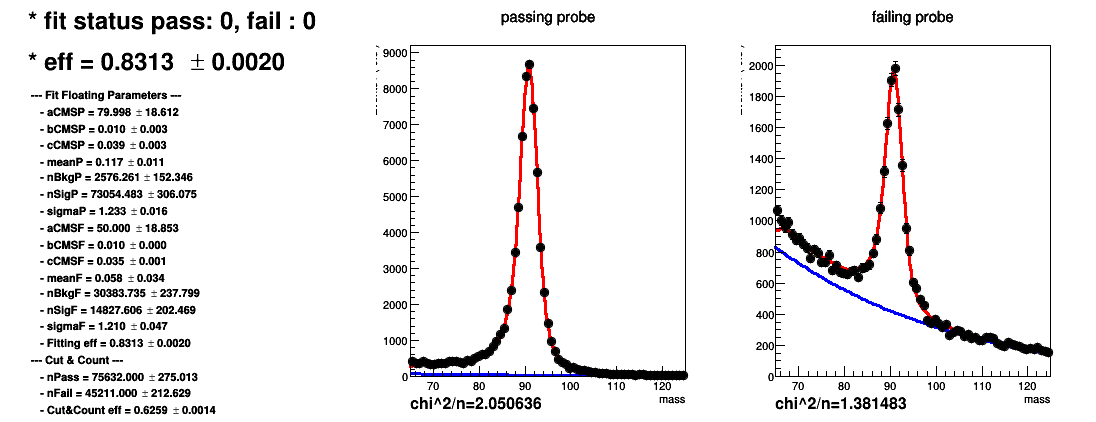 * fit status pass: 0, fail : 0
* eff = 0.8313 ± 0.0020
--- Fit Floating Parameters ---
- aCMSP = 79.998 ± 18.612
- bCMSP = 0.010 ± 0.003
- cCMSP = 0.039 ± 0.003
- meanP = 0.117 ± 0.011
- nBkgP = 2576.261 ± 152.346
- nSigP = 73054.483 ± 306.075
- sigmaP = 1.233 ± 0.016
- aCMSF = 50.000 ± 18.853
- bCMSF = 0.010 ± 0.000
- cCMSF = 0.035 ± 0.001
- meanF = 0.058 ± 0.034
- nBkgF = 30383.735 ± 237.799
- nSigF = 14827.606 ± 202.469
- sigmaF = 1.210 ± 0.047
- Fitting eff = 0.8313 ± 0.0020
--- Cut & Count ---
- nPass = 75632.000 ± 275.013
- nFail = 45211.000 ± 212.629
- Cut&Count eff = 0.6259 ± 0.0014
passing probe
9000
8000
7000
6000
5000
4000
3000
2000
1000
0
70 80 90 100 110 120
mass
chi^2/n=2.050636
failing probe
2000
1800
1600
1400
1200
1000
800
600
400
200
0
70 80 90 100 110 120
mass
chi^2/n=1.381483